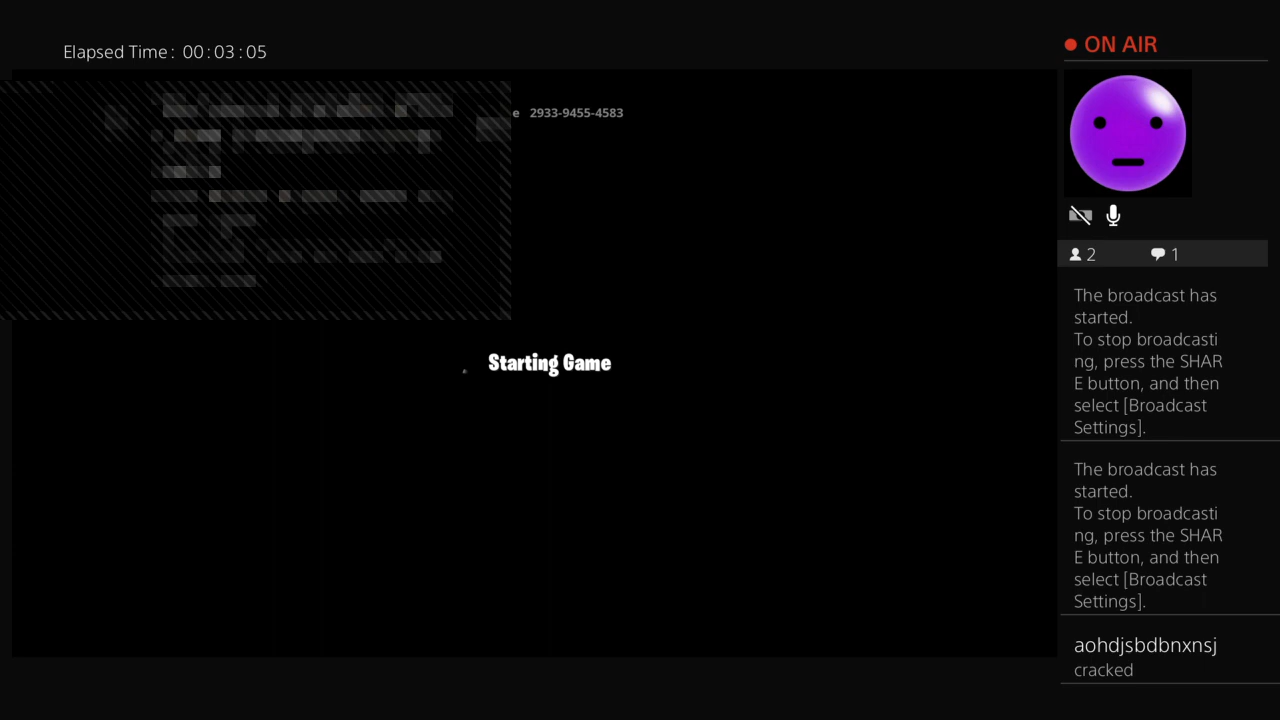 Elapsed Time: 00:03:05
ON AIR
e 2933-9455-4583
2
1
The broadcast has
started.
To stop broadcasti
ng, press the SHAR
E button, and then
select [Broadcast
Settings].
Starting Game
The broadcast has
started.
To stop broadcasti
ng, press the SHAR
E button, and then
select [Broadcast
Settings].
aohdjsbdbnxnsj
cracked